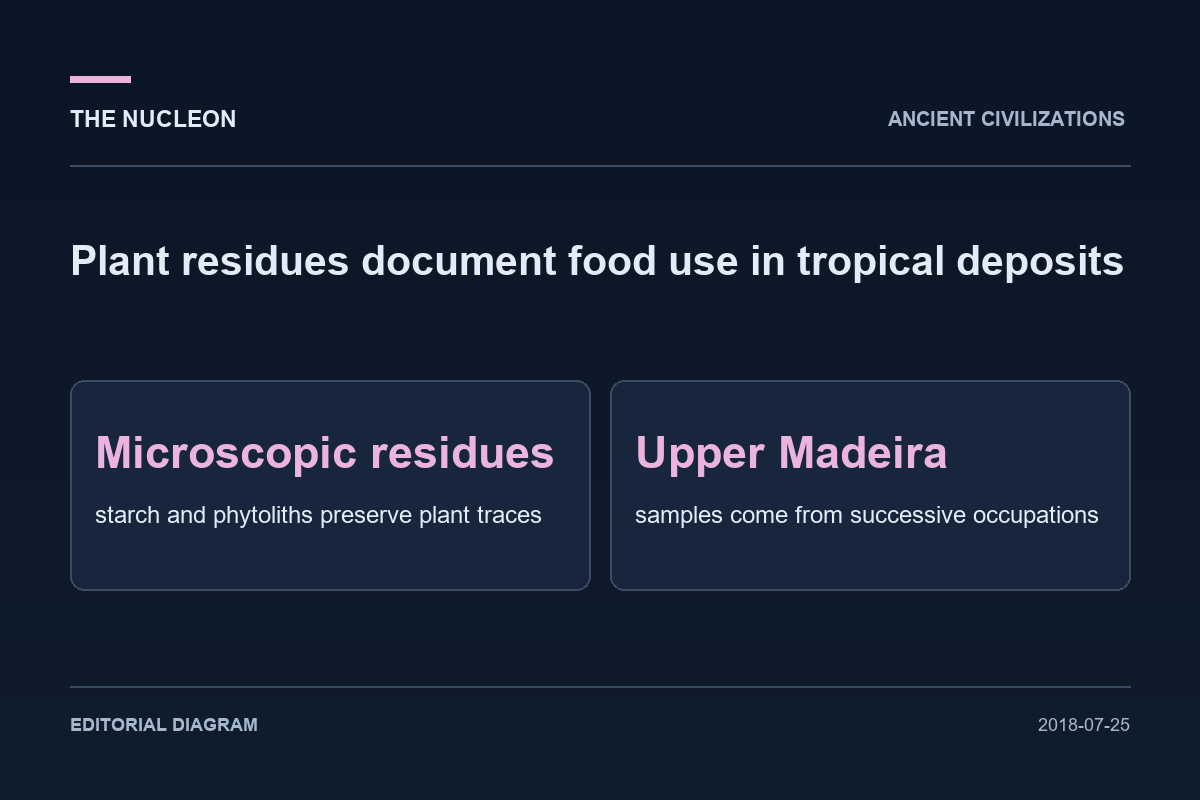 THE NUCLEON
ANCIENT CIVILIZATIONS
Plant residues document food use in tropical deposits
Microscopic residues
starch and phytoliths preserve plant traces
Upper Madeira
samples come from successive occupations
EDITORIAL DIAGRAM
2018-07-25